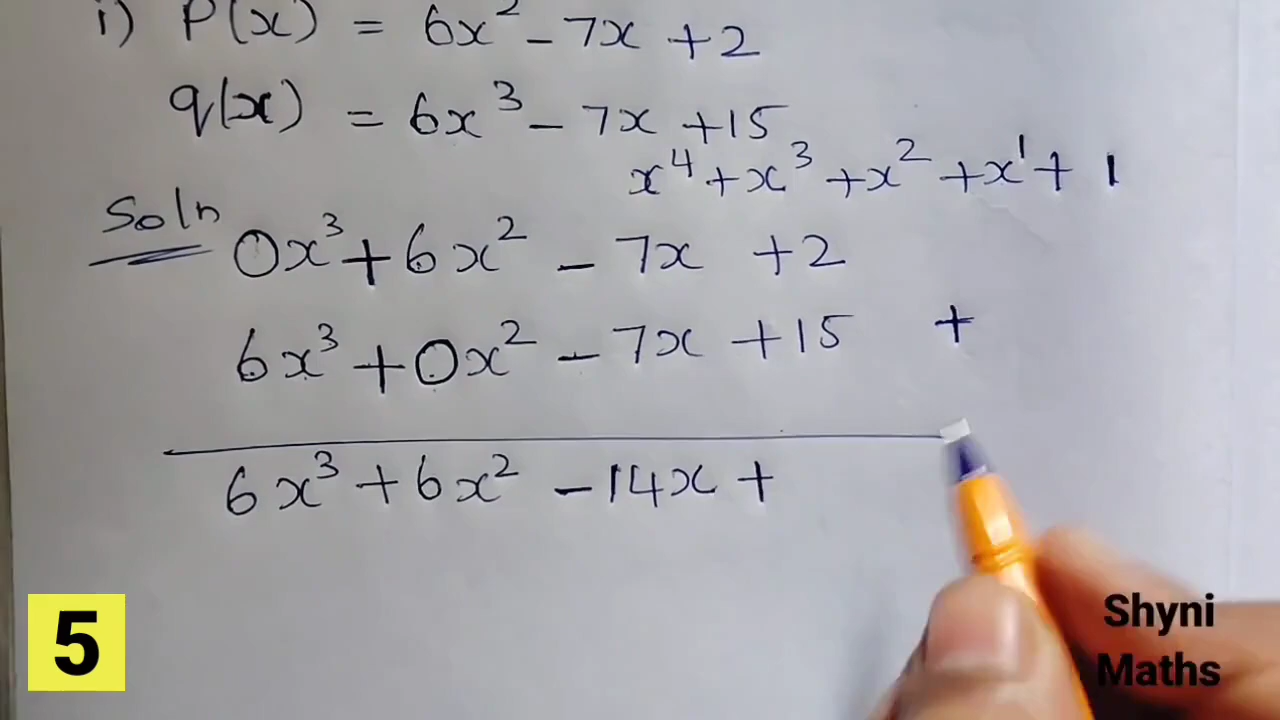 i) P(x) = 6x² - 7x + 2
q(x) = 6x³ - 7x + 15
x⁴ + x³ + x² + x¹ + 1
Soln
0x³ + 6x² - 7x + 2
6x³ + 0x² - 7x + 15 +
6x³ + 6x² - 14x +
5
Shyni
Maths